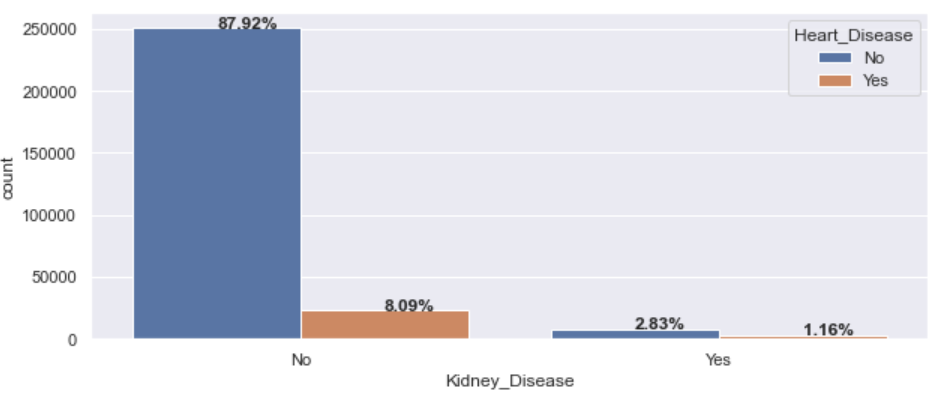 87.92%
250000
Heart_Disease
No
Yes
200000
150000
count
100000
50000
8.09%
2.83%
1.16%
0
No
Yes
Kidney_Disease